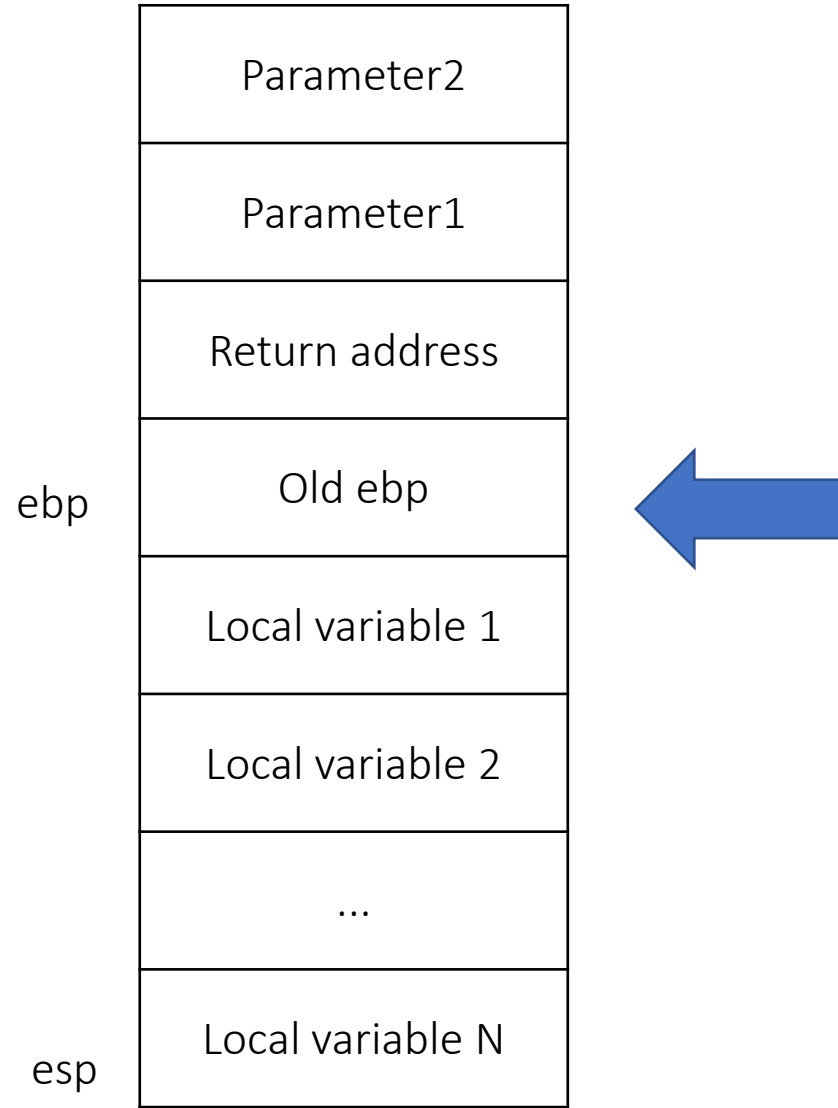 Parameter2
Parameter1
Return address
ebp
Old ebp
Local variable 1
Local variable 2
...
Local variable N
esp